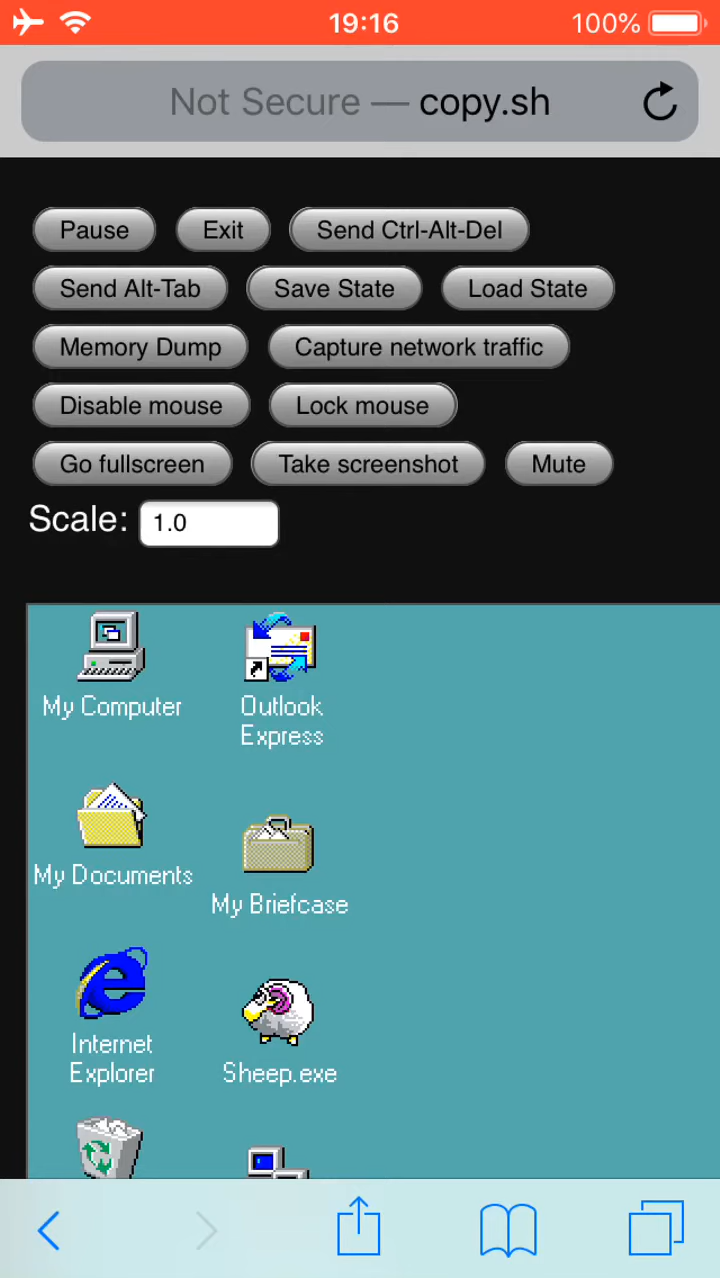 19:16 100%
Not Secure — copy.sh
Pause Exit Send Ctrl-Alt-Del
Send Alt-Tab Save State Load State
Memory Dump Capture network traffic
Disable mouse Lock mouse
Go fullscreen Take screenshot Mute
Scale: 1.0
My Computer
Outlook
Express
My Documents
My Briefcase
Internet
Explorer
Sheep.exe